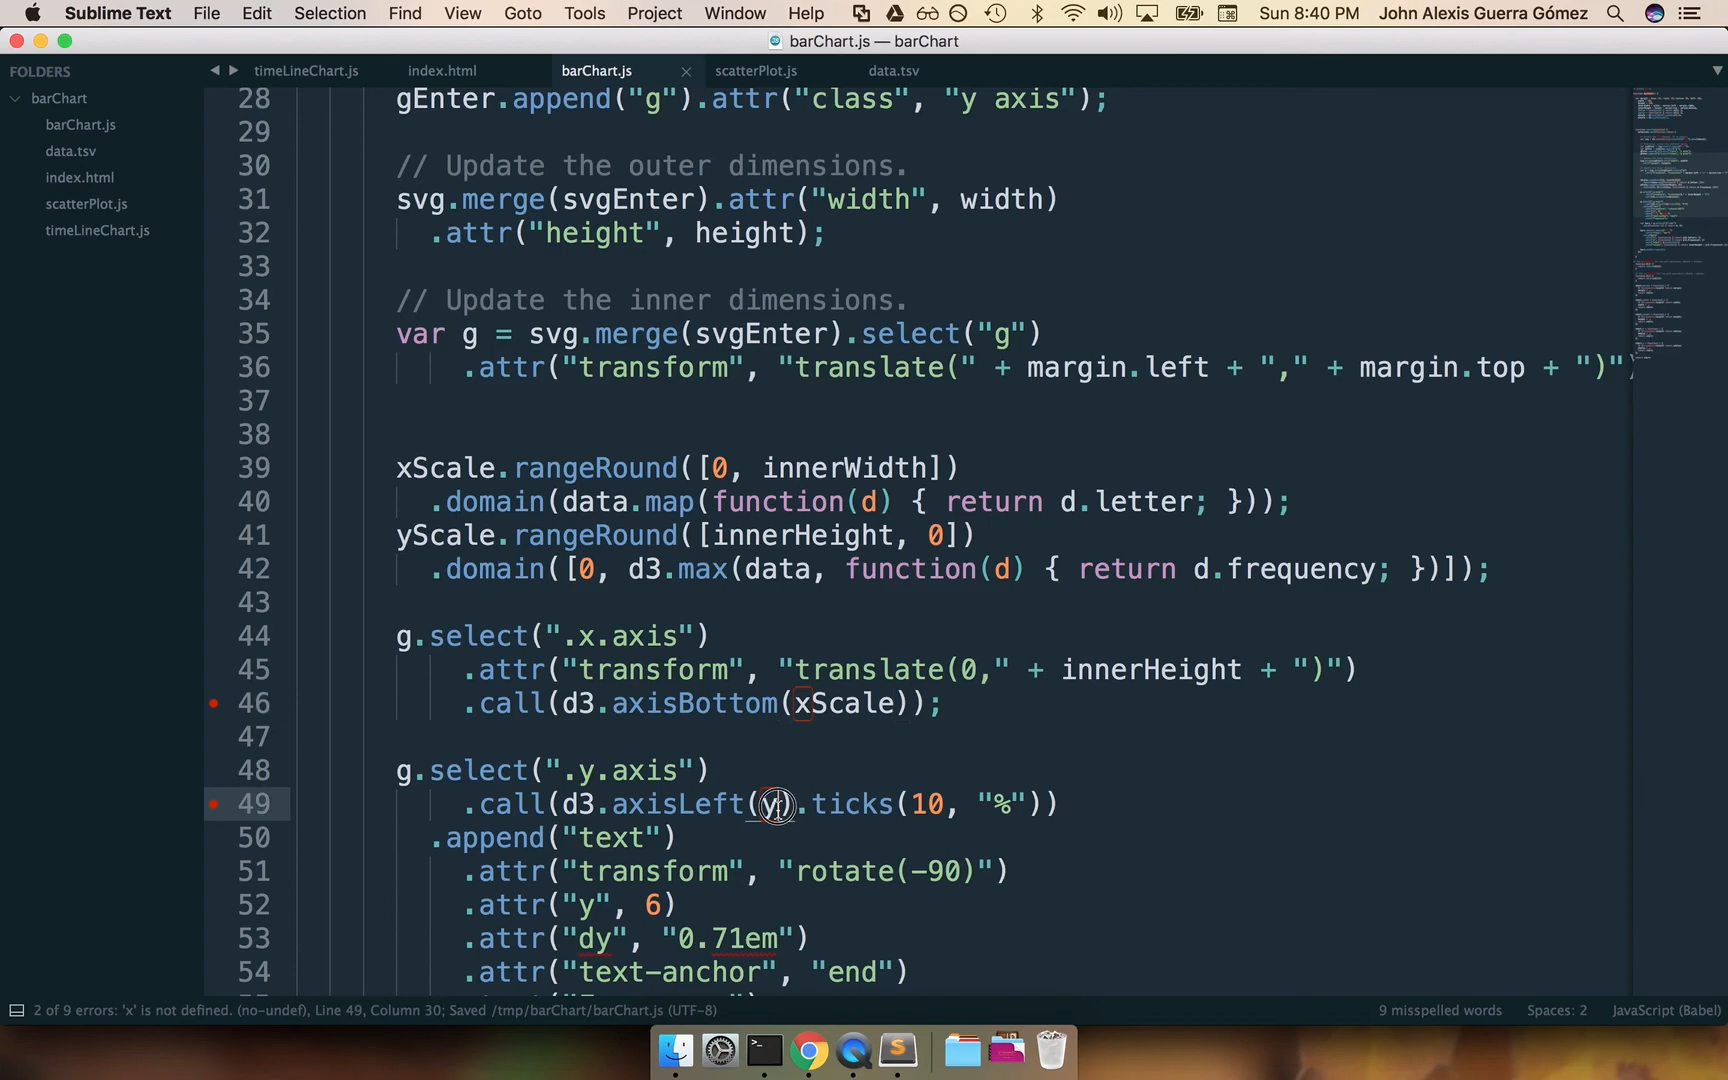 Sublime Text File Edit Selection Find View Goto Tools Project Window Help Sun 8:40 PM John Alexis Guerra Gómez
barChart.js — barChart
FOLDERS
barChart
barChart.js
data.tsv
index.html
scatterPlot.js
timeLineChart.js
timeLineChart.js index.html barChart.js scatterPlot.js data.tsv
28 gEnter.append("g").attr("class", "y axis");
29
30 // Update the outer dimensions.
31 svg.merge(svgEnter).attr("width", width)
32 .attr("height", height);
33
34 // Update the inner dimensions.
35 var g = svg.merge(svgEnter).select("g")
36 .attr("transform", "translate(" + margin.left + "," + margin.top + ")")
37
38
39 xScale.rangeRound([0, innerWidth])
40 .domain(data.map(function(d) { return d.letter; }));
41 yScale.rangeRound([innerHeight, 0])
42 .domain([0, d3.max(data, function(d) { return d.frequency; })]);
43
44 g.select(".x.axis")
45 .attr("transform", "translate(0," + innerHeight + ")")
46 .call(d3.axisBottom(xScale));
47
48 g.select(".y.axis")
49 .call(d3.axisLeft(y).ticks(10, "%"))
50 .append("text")
51 .attr("transform", "rotate(-90)")
52 .attr("y", 6)
53 .attr("dy", "0.71em")
54 .attr("text-anchor", "end")
2 of 9 errors: 'x' is not defined. (no-undef), Line 49, Column 30; Saved /tmp/barChart/barChart.js (UTF-8) 9 misspelled words Spaces: 2 JavaScript (Babel)